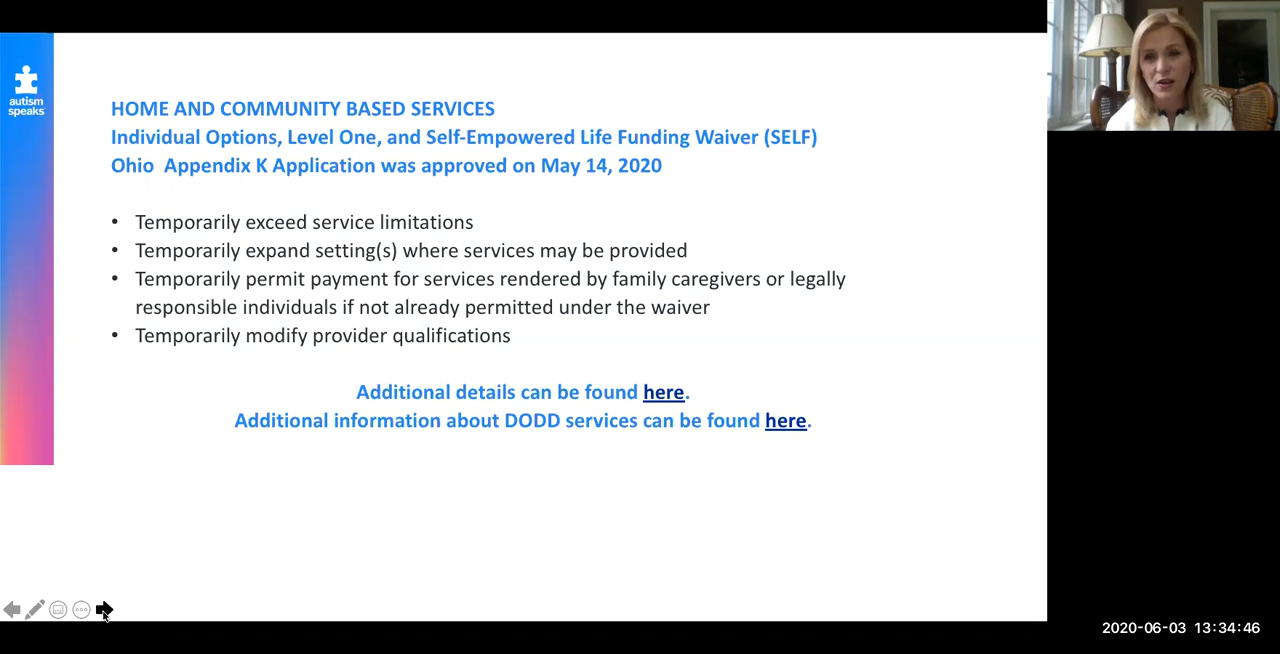 autism
speaks
HOME AND COMMUNITY BASED SERVICES
Individual Options, Level One, and Self-Empowered Life Funding Waiver (SELF)
Ohio Appendix K Application was approved on May 14, 2020
• Temporarily exceed service limitations
• Temporarily expand setting(s) where services may be provided
• Temporarily permit payment for services rendered by family caregivers or legally
responsible individuals if not already permitted under the waiver
• Temporarily modify provider qualifications
Additional details can be found here.
Additional information about DODD services can be found here.
2020-06-03 13:34:46